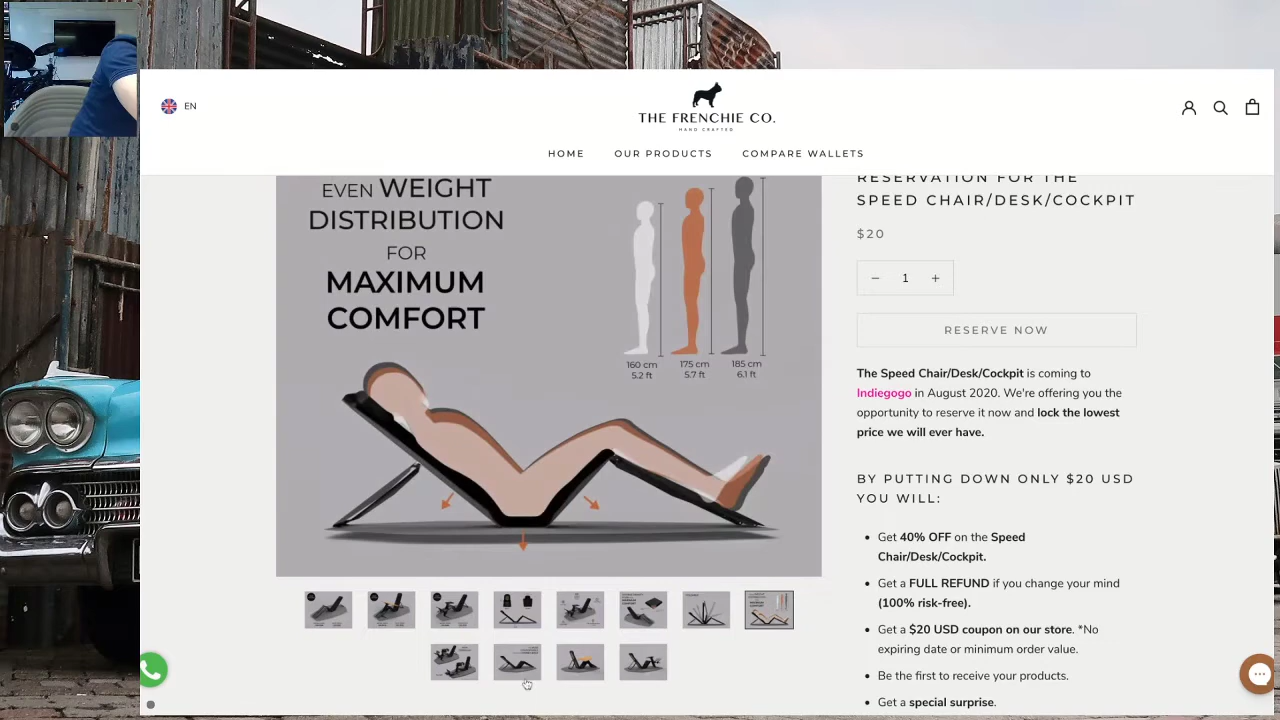 EN
THE FRENCHIE CO.
HAND CRAFTED
HOME
OUR PRODUCTS
COMPARE WALLETS
EVEN WEIGHT
DISTRIBUTION
FOR
MAXIMUM
COMFORT
160 cm
5.2 ft
175 cm
5.7 ft
185 cm
6.1 ft
RESERVATION FOR THE
SPEED CHAIR/DESK/COCKPIT
$20
1
RESERVE NOW
The Speed Chair/Desk/Cockpit is coming to
Indiegogo in August 2020. We're offering you the
opportunity to reserve it now and lock the lowest
price we will ever have.
BY PUTTING DOWN ONLY $20 USD
YOU WILL:
• Get 40% OFF on the Speed
Chair/Desk/Cockpit.
• Get a FULL REFUND if you change your mind
(100% risk-free).
• Get a $20 USD coupon on our store. *No
expiring date or minimum order value.
• Be the first to receive your products.
• Get a special surprise.